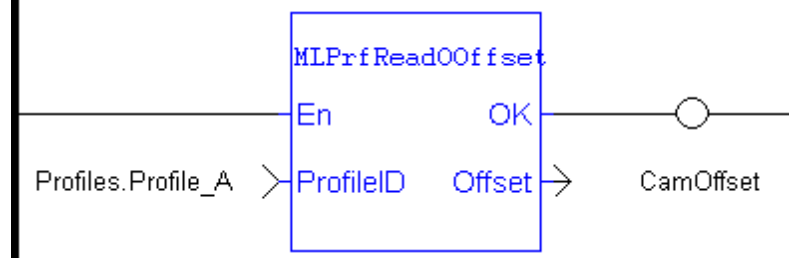 MLPrfReadOOffset
En OK
Profiles.Profile_A ProfileID Offset CamOffset